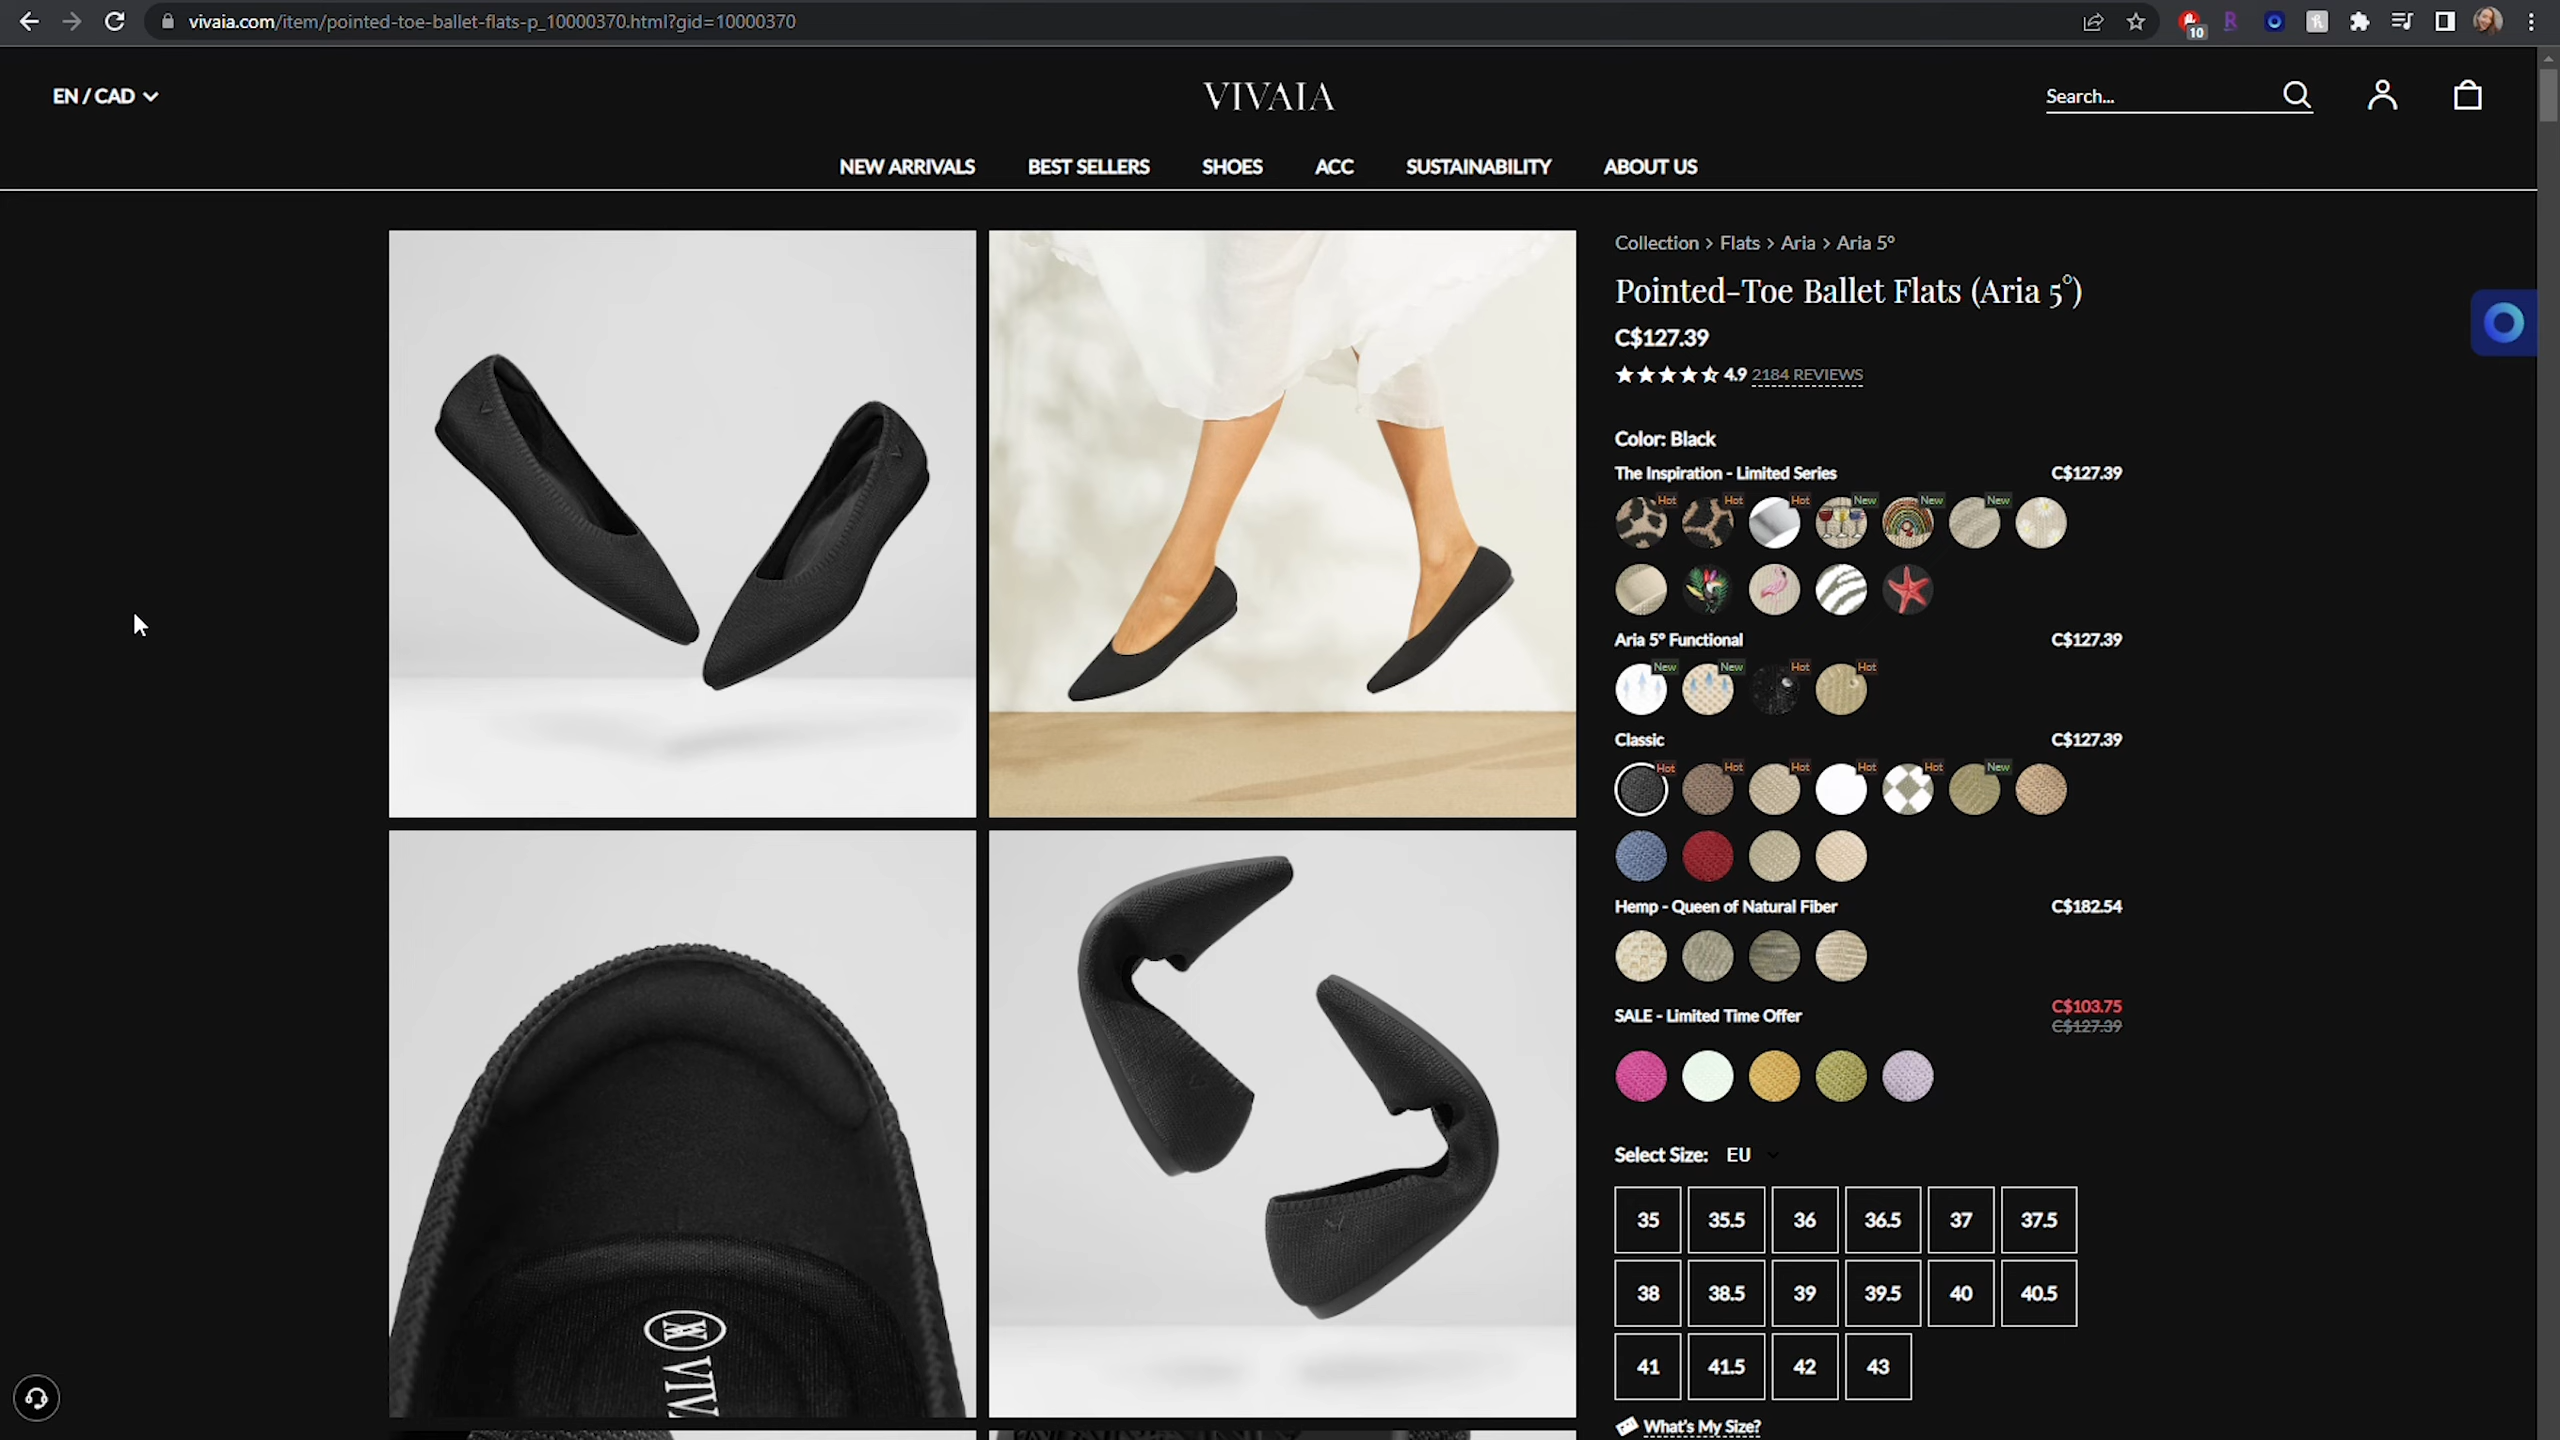 vivaia.com/item/pointed-toe-ballet-flats-p_10000370.html?gid=10000370
10
EN / CAD
VIVAIA
Search...
NEW ARRIVALS BEST SELLERS SHOES ACC SUSTAINABILITY ABOUT US
Collection > Flats > Aria > Aria 5°
Pointed-Toe Ballet Flats (Aria 5°)
C$127.39
4.9 2184 REVIEWS
Color: Black
The Inspiration - Limited Series C$127.39
Hot Hot Hot New New New
Aria 5° Functional C$127.39
New New Hot Hot
Classic C$127.39
Hot Hot Hot Hot Hot New
Hemp - Queen of Natural Fiber C$182.54
SALE - Limited Time Offer C$103.75
C$127.39
Select Size: EU
35 35.5 36 36.5 37 37.5
38 38.5 39 39.5 40 40.5
41 41.5 42 43
What's My Size?